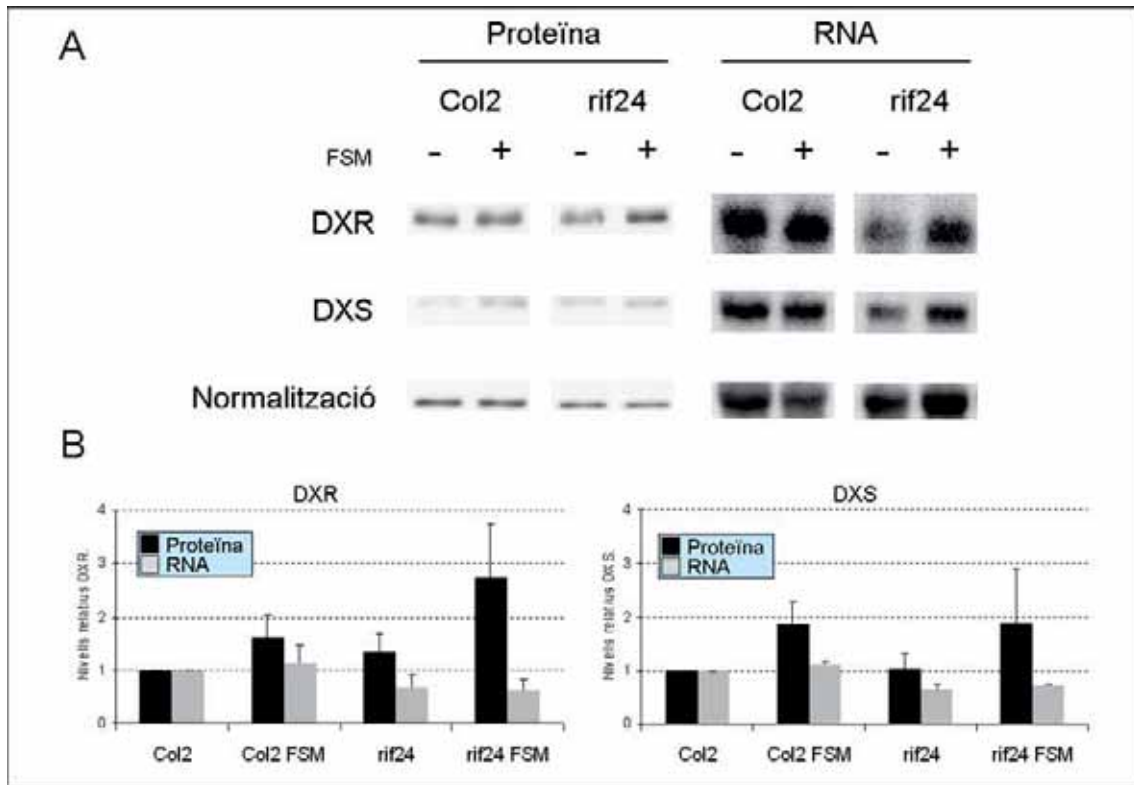 A
Proteïna RNA
Col2 rif24 Col2 rif24
FSM - + - + - + - +
DXR
DXS
Normalització
B
DXR
Nivells relatius DXR.
4
3
2
1
0
Proteïna
RNA
Col2 Col2 FSM rif24 rif24 FSM
DXS
Nivells relatius DXS.
4
3
2
1
0
Proteïna
RNA
Col2 Col2 FSM rif24 rif24 FSM